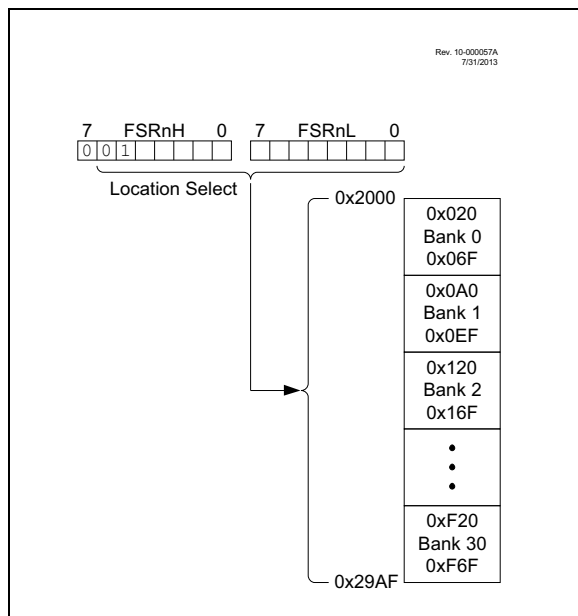 Rev. 10-000057A
7/31/2013
7 FSRnH 0 7 FSRnL 0
0 0 1
Location Select
0x2000
0x020
Bank 0
0x06F
0x0A0
Bank 1
0x0EF
0x120
Bank 2
0x16F
0xF20
Bank 30
0xF6F
0x29AF